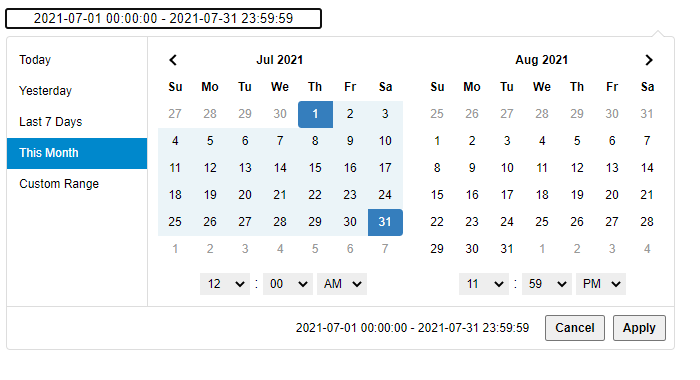 2021-07-01 00:00:00 - 2021-07-31 23:59:59
Today
Yesterday
Last 7 Days
This Month
Custom Range
Jul 2021
Su Mo Tu We Th Fr Sa
27 28 29 30 1 2 3
4 5 6 7 8 9 10
11 12 13 14 15 16 17
18 19 20 21 22 23 24
25 26 27 28 29 30 31
1 2 3 4 5 6 7
12 : 00 AM
Aug 2021
Su Mo Tu We Th Fr Sa
25 26 27 28 29 30 31
1 2 3 4 5 6 7
8 9 10 11 12 13 14
15 16 17 18 19 20 21
22 23 24 25 26 27 28
29 30 31 1 2 3 4
11 : 59 PM
2021-07-01 00:00:00 - 2021-07-31 23:59:59
Cancel
Apply